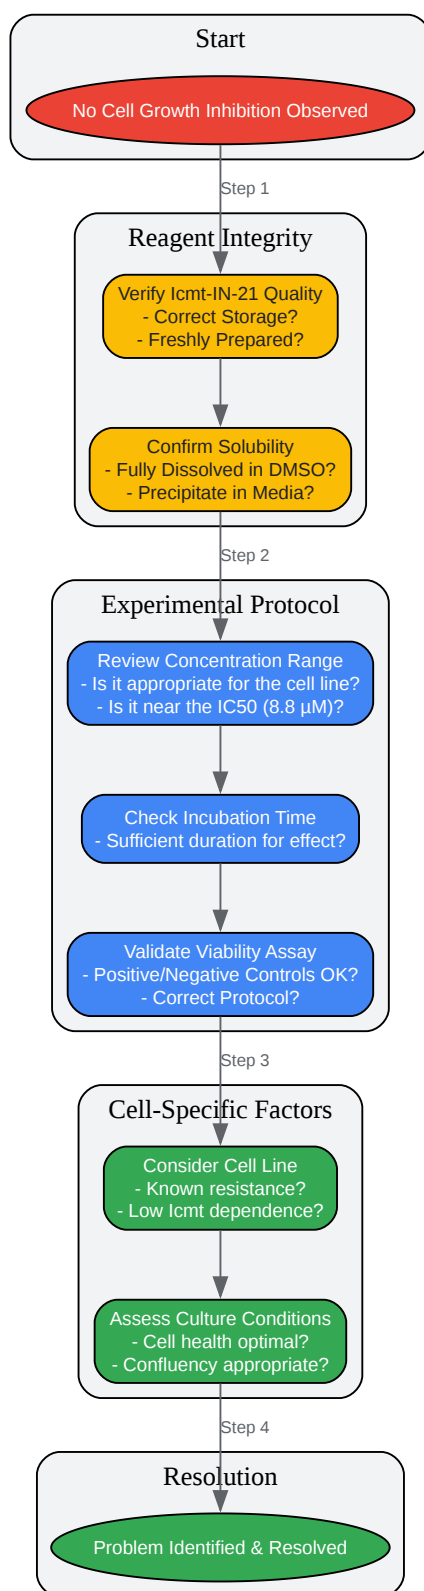 Start
No Cell Growth Inhibition Observed
Step 1
Reagent Integrity
Verify Icmt-IN-21 Quality
- Correct Storage?
- Freshly Prepared?
Confirm Solubility
- Fully Dissolved in DMSO?
- Precipitate in Media?
Step 2
Experimental Protocol
Review Concentration Range
- Is it appropriate for the cell line?
- Is it near the IC50 (8.8 µM)?
Check Incubation Time
- Sufficient duration for effect?
Validate Viability Assay
- Positive/Negative Controls OK?
- Correct Protocol?
Step 3
Cell-Specific Factors
Consider Cell Line
- Known resistance?
- Low Icmt dependence?
Assess Culture Conditions
- Cell health optimal?
- Confluency appropriate?
Step 4
Resolution
Problem Identified & Resolved